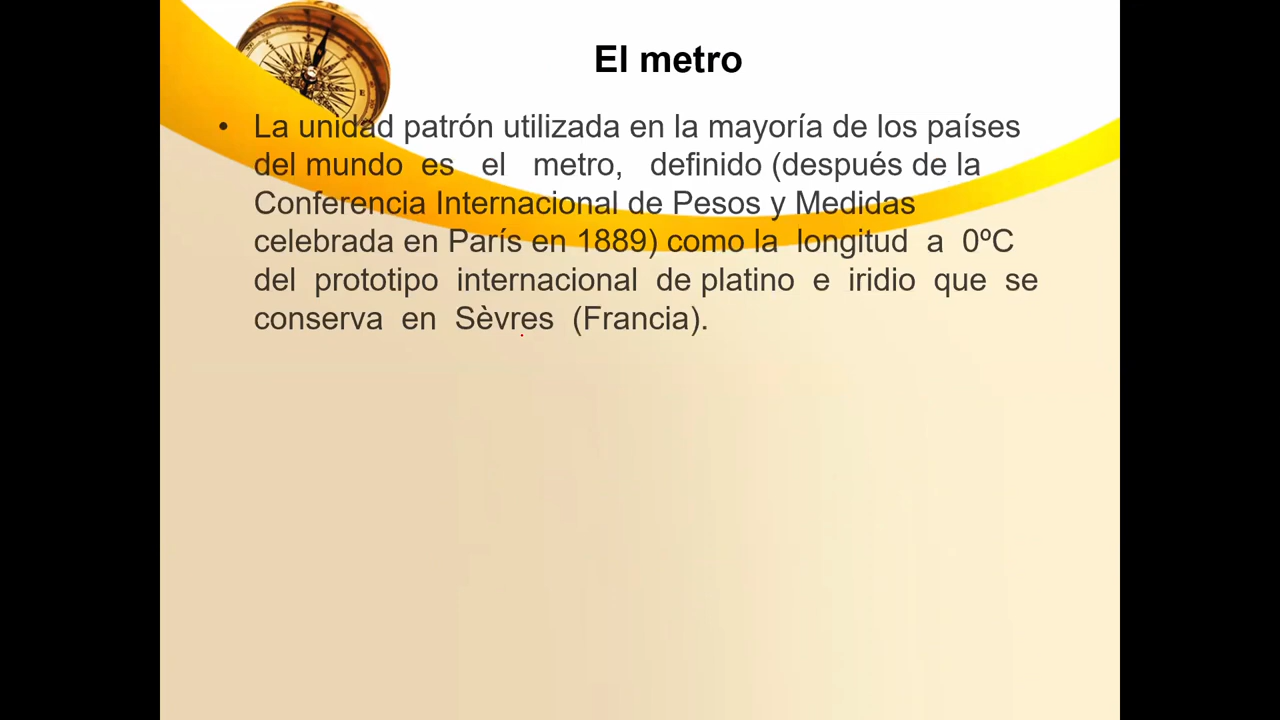 El metro
• La unidad patrón utilizada en la mayoría de los países
del mundo es el metro, definido (después de la
Conferencia Internacional de Pesos y Medidas
celebrada en París en 1889) como la longitud a 0ºC
del prototipo internacional de platino e iridio que se
conserva en Sèvres (Francia).